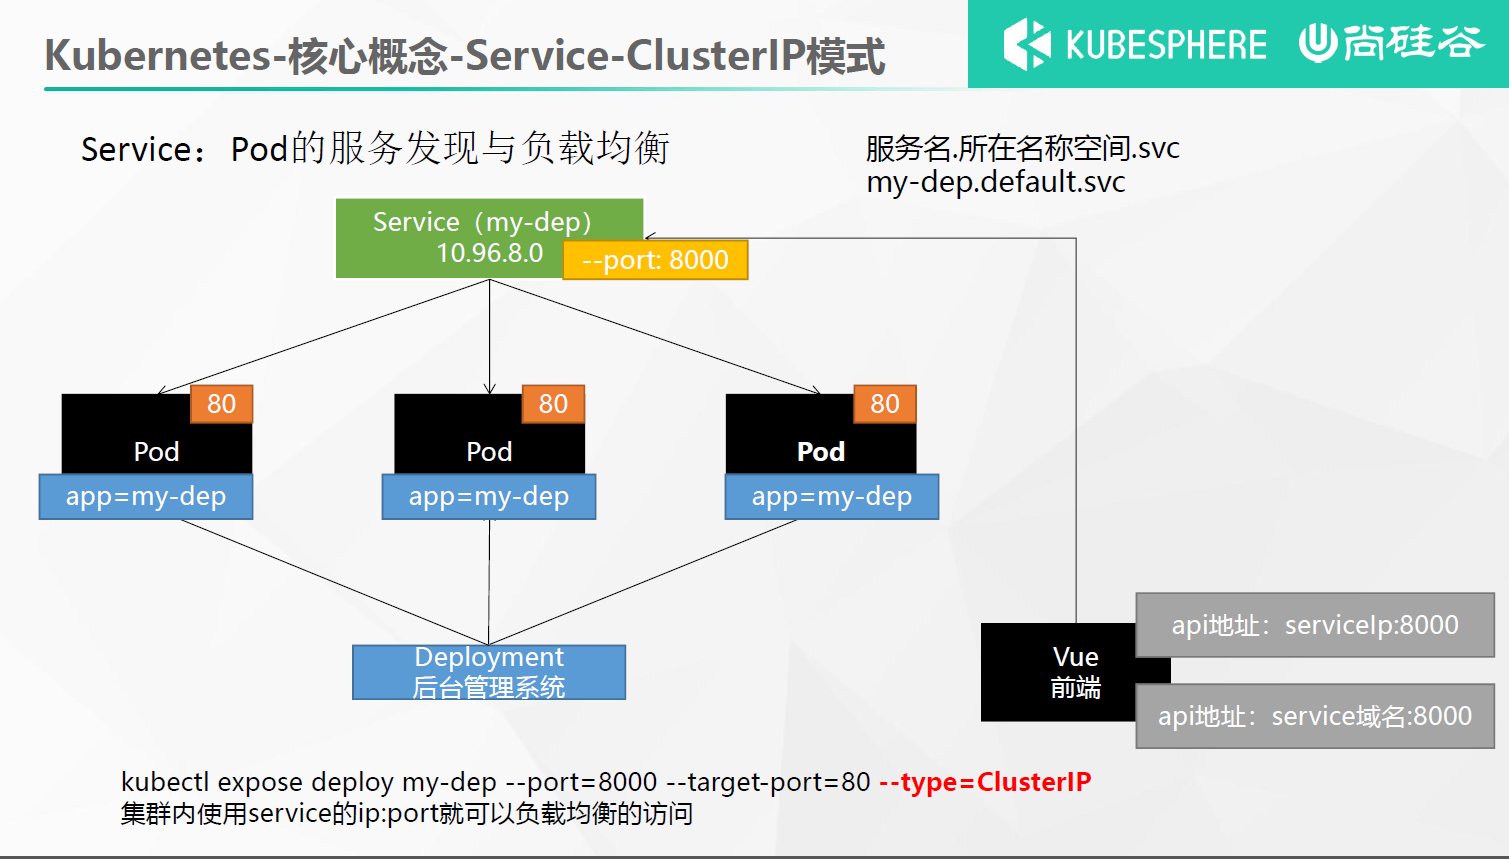 Kubernetes-核心概念-Service-ClusterIP模式
KUBESPHERE
尚硅谷
Service：Pod的服务发现与负载均衡
服务名.所在名称空间.svc
my-dep.default.svc
Service（my-dep）
10.96.8.0
--port: 8000
80
80
80
Pod
Pod
Pod
app=my-dep
app=my-dep
app=my-dep
Deployment
后台管理系统
Vue
前端
api地址：serviceIp:8000
api地址：service域名:8000
kubectl expose deploy my-dep --port=8000 --target-port=80 --type=ClusterIP
集群内使用service的ip:port就可以负载均衡的访问